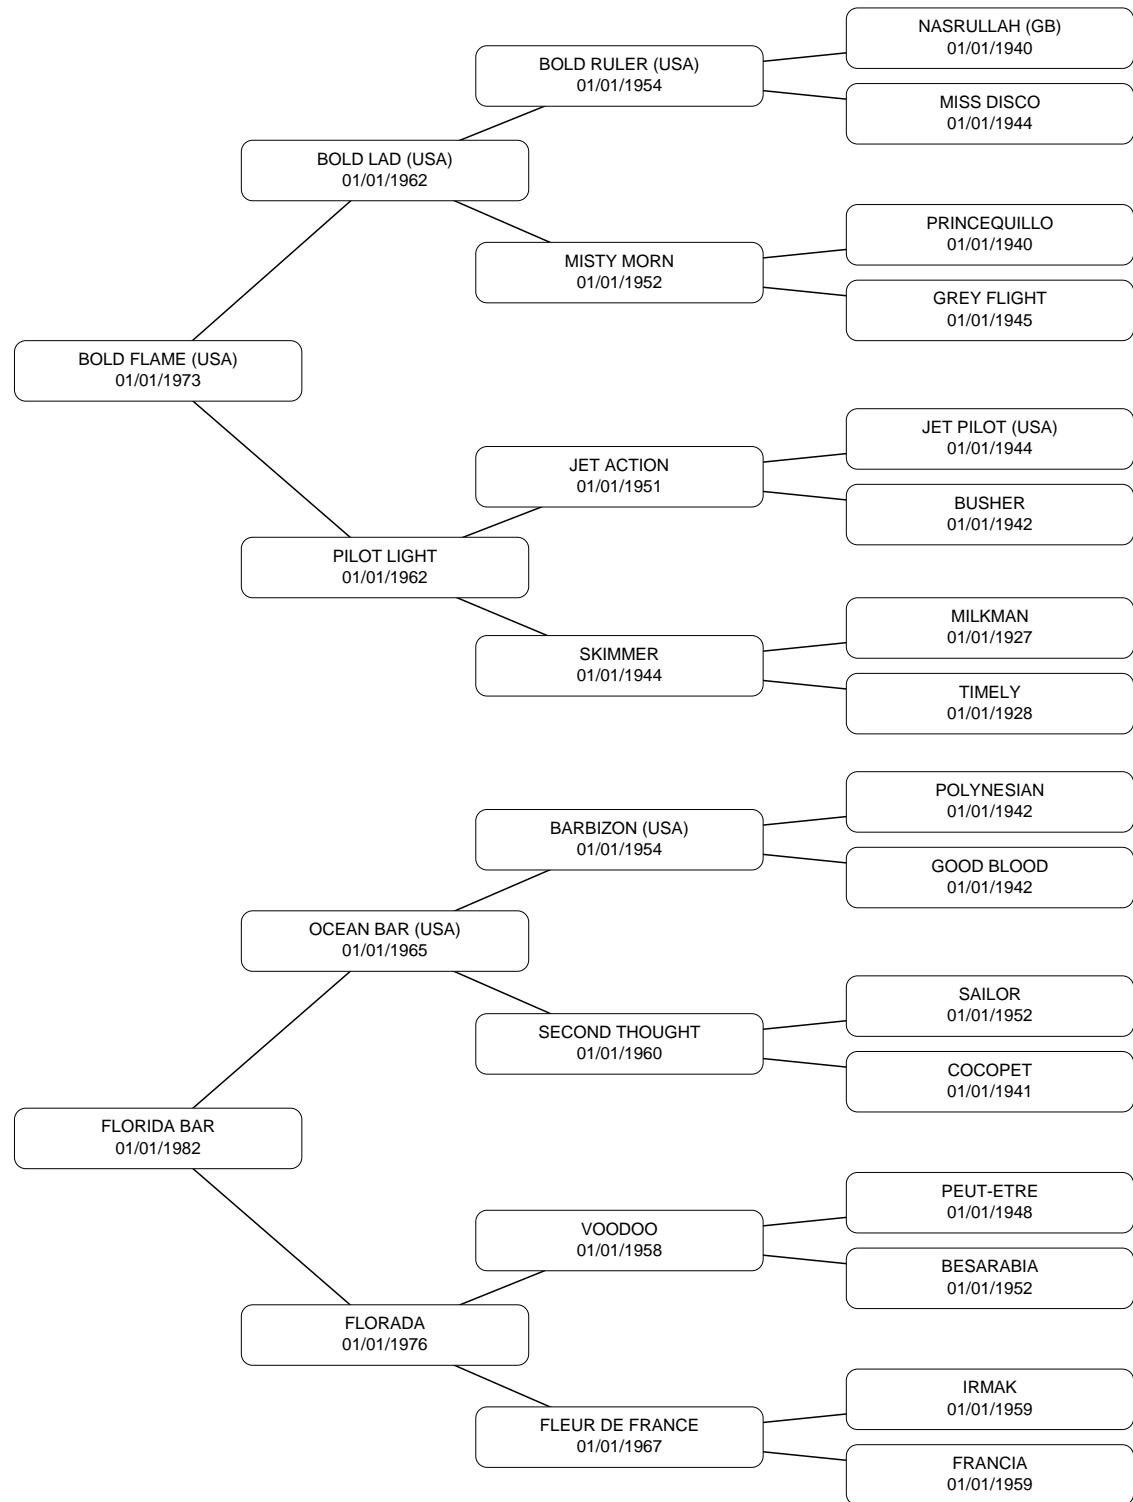 NASRULLAH (GB)
01/01/1940
BOLD RULER (USA)
01/01/1954
MISS DISCO
01/01/1944
BOLD LAD (USA)
01/01/1962
PRINCEQUILLO
01/01/1940
MISTY MORN
01/01/1952
GREY FLIGHT
01/01/1945
BOLD FLAME (USA)
01/01/1973
JET PILOT (USA)
01/01/1944
JET ACTION
01/01/1951
BUSHER
01/01/1942
PILOT LIGHT
01/01/1962
MILKMAN
01/01/1927
SKIMMER
01/01/1944
TIMELY
01/01/1928
POLYNESIAN
01/01/1942
BARBIZON (USA)
01/01/1954
GOOD BLOOD
01/01/1942
OCEAN BAR (USA)
01/01/1965
SAILOR
01/01/1952
SECOND THOUGHT
01/01/1960
COCOPET
01/01/1941
FLORIDA BAR
01/01/1982
PEUT-ETRE
01/01/1948
VOODOO
01/01/1958
BESARABIA
01/01/1952
FLORADA
01/01/1976
IRMAK
01/01/1959
FLEUR DE FRANCE
01/01/1967
FRANCIA
01/01/1959